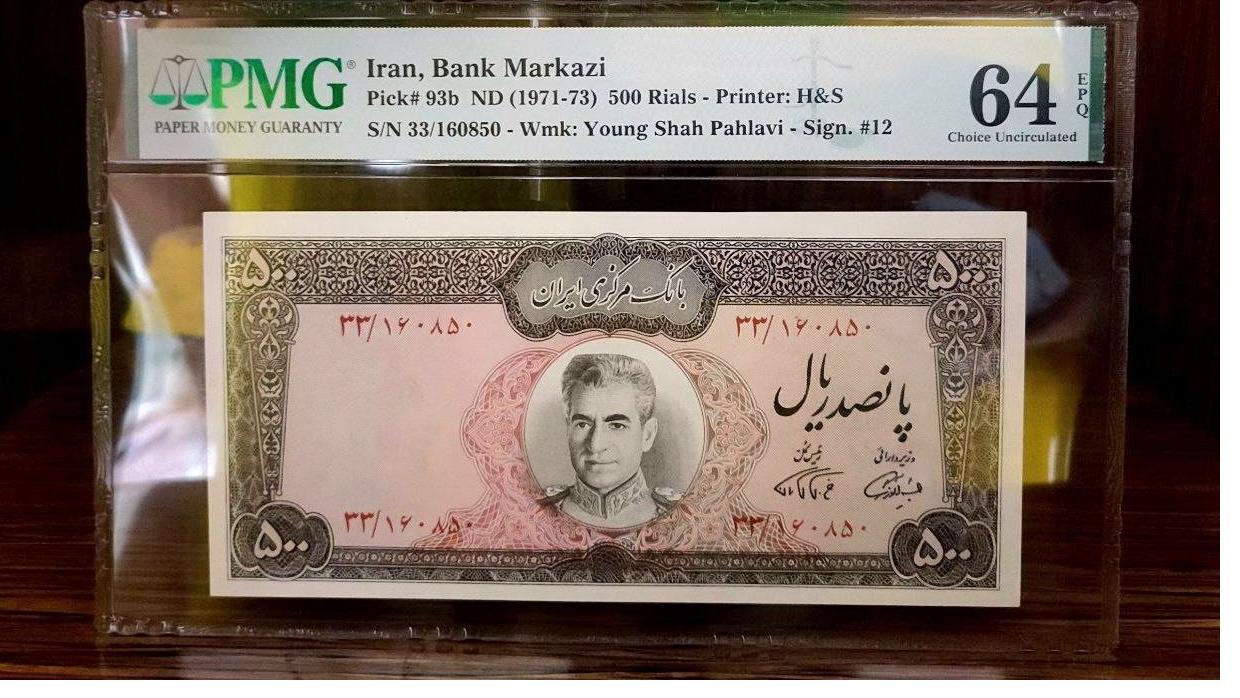 PMG®
PAPER MONEY GUARANTY
Iran, Bank Markazi
Pick# 93b ND (1971-73) 500 Rials - Printer: H&S
S/N 33/160850 - Wmk: Young Shah Pahlavi - Sign. #12
64
EPQ
Choice Uncirculated
بانک مرکزی ایران
۵۰۰ ۵۰۰
۳۳/۱۶۰۸۵۰ ۳۳/۱۶۰۸۵۰
پانصد ریال
وزیر دارائی رئیس کل
۳۳/۱۶۰۸۵۰ ۳۳/۱۶۰۸۵۰
۵۰۰ ۵۰۰